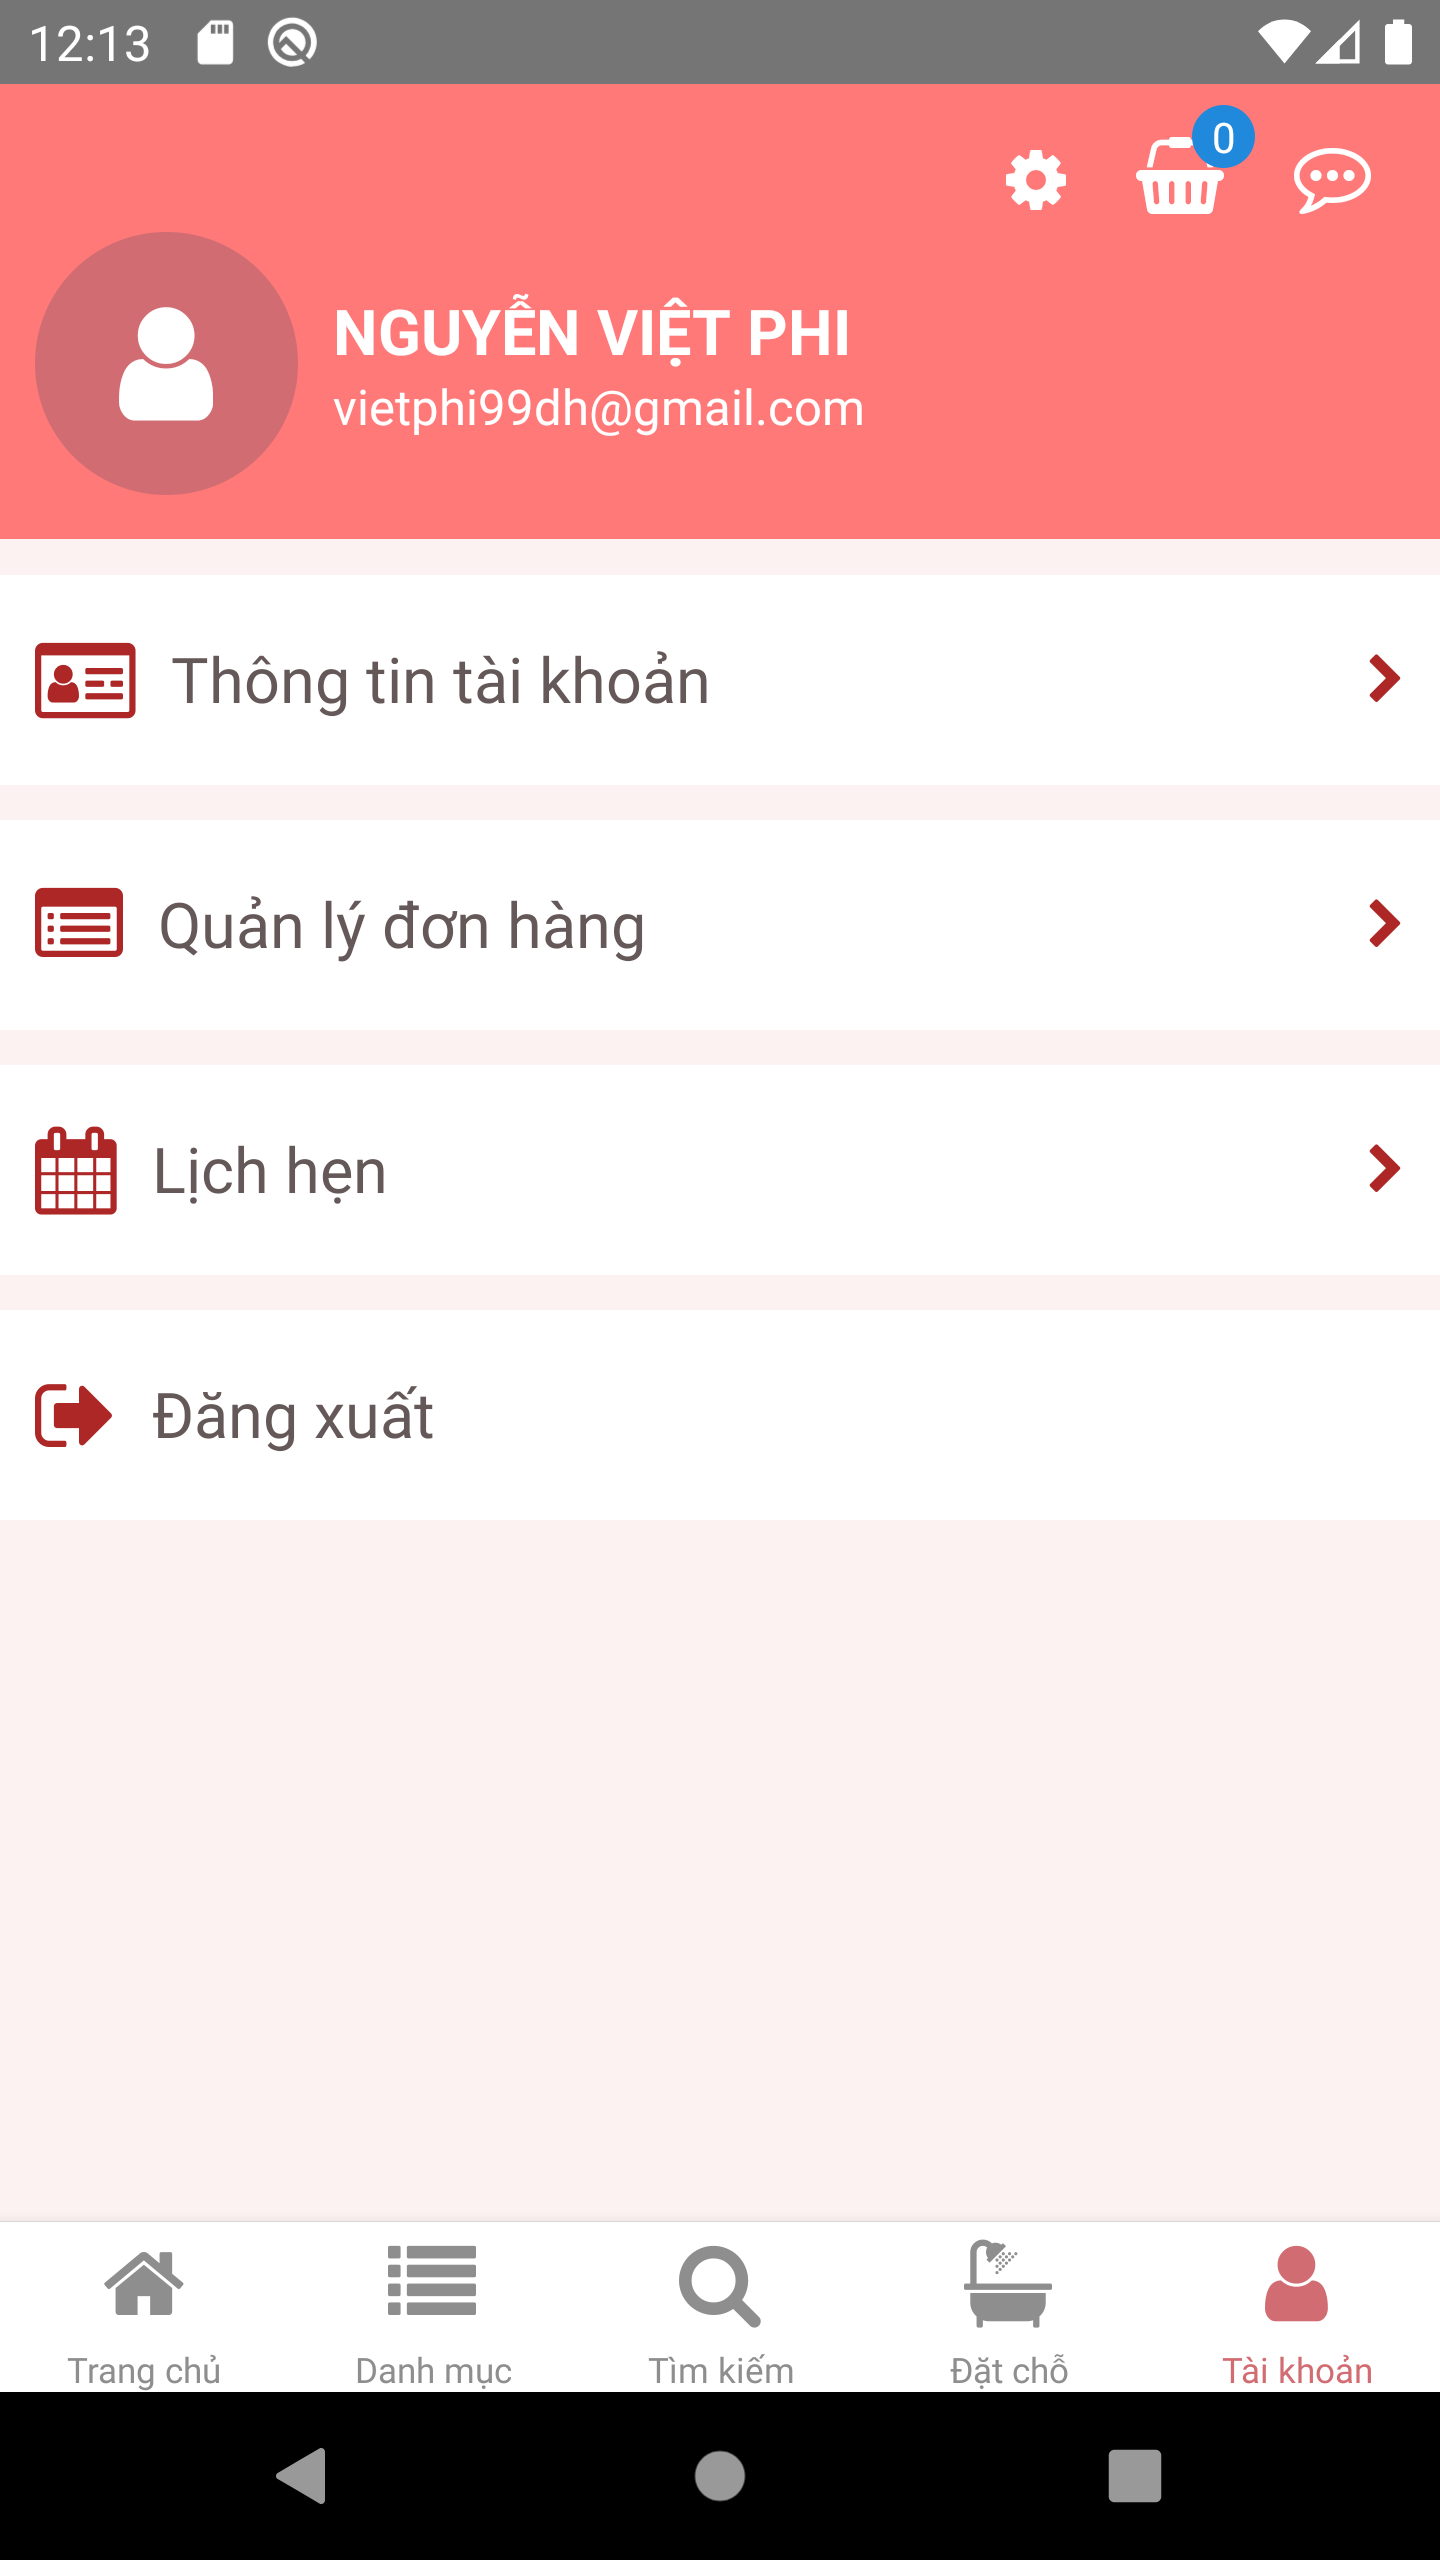 12:13
0
NGUYỄN VIỆT PHI
vietphi99dh@gmail.com
Thông tin tài khoản
Quản lý đơn hàng
Lịch hẹn
Đăng xuất
Trang chủ
Danh mục
Tìm kiếm
Đặt chỗ
Tài khoản